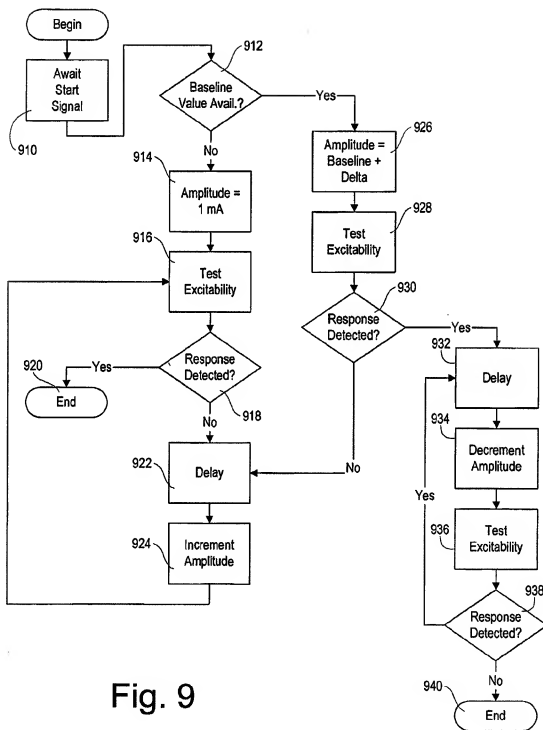 Begin
Await
Start
Signal
910
912
Baseline
Value Avail.?
Yes
No
914
Amplitude =
1 mA
916
Test
Excitability
Response
Detected?
918
Yes
920
End
No
922
Delay
924
Increment
Amplitude
926
Amplitude =
Baseline +
Delta
928
Test
Excitability
930
Response
Detected?
Yes
No
932
Delay
934
Decrement
Amplitude
Yes
936
Test
Excitability
938
Response
Detected?
No
940
End
Fig. 9